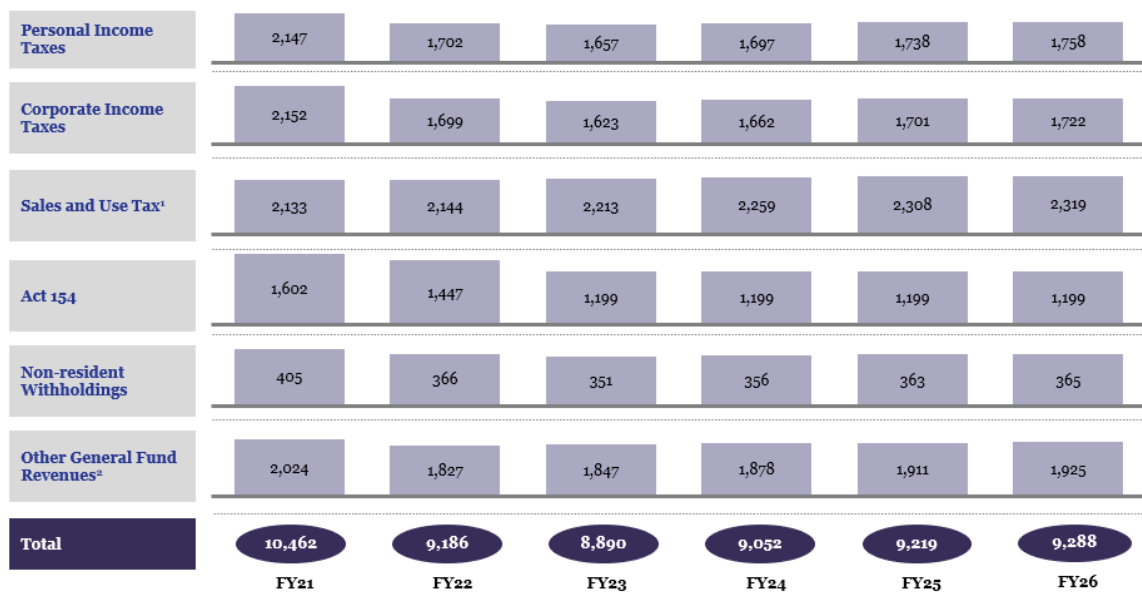 Personal Income
Taxes
2,147 1,702 1,657 1,697 1,738 1,758
Corporate Income
Taxes
2,152 1,699 1,623 1,662 1,701 1,722
Sales and Use Tax¹
2,133 2,144 2,213 2,259 2,308 2,319
Act 154
1,602 1,447 1,199 1,199 1,199 1,199
Non-resident
Withholdings
405 366 351 356 363 365
Other General Fund
Revenues²
2,024 1,827 1,847 1,878 1,911 1,925
Total
10,462 9,186 8,890 9,052 9,219 9,288
FY21 FY22 FY23 FY24 FY25 FY26